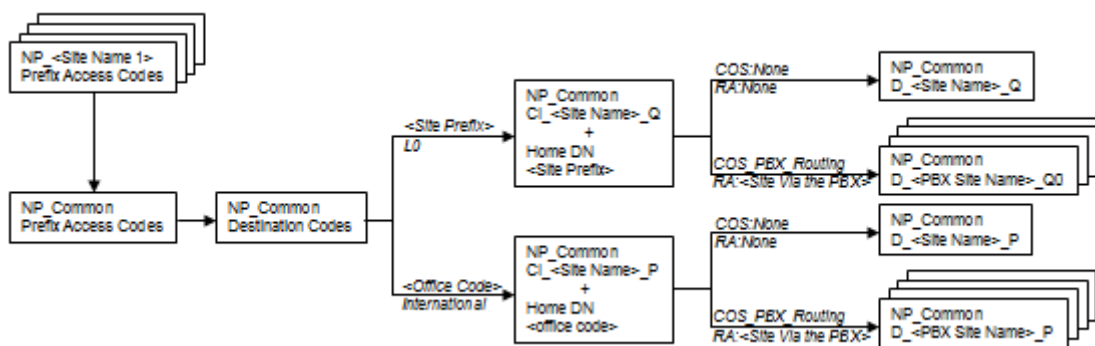 NP_<Site Name 1>
Prefix Access Codes
NP_Common
Prefix Access Codes
NP_Common
Destination Codes
<Site Prefix>
L0
<Office Code>
International
NP_Common
CI_<Site Name>_Q
+
Home DN
<Site Prefix>
NP_Common
CI_<Site Name>_P
+
Home DN
<office code>
COS:None
RA:None
COS_PBX_Routing
RA:<Site Via the PBX>
COS:None
RA:None
COS_PBX_Routing
RA:<Site Via the PBX>
NP_Common
D_<Site Name>_Q
NP_Common
D_<PBX Site Name>_Q0
NP_Common
D_<Site Name>_P
NP_Common
D_<PBX Site Name>_P